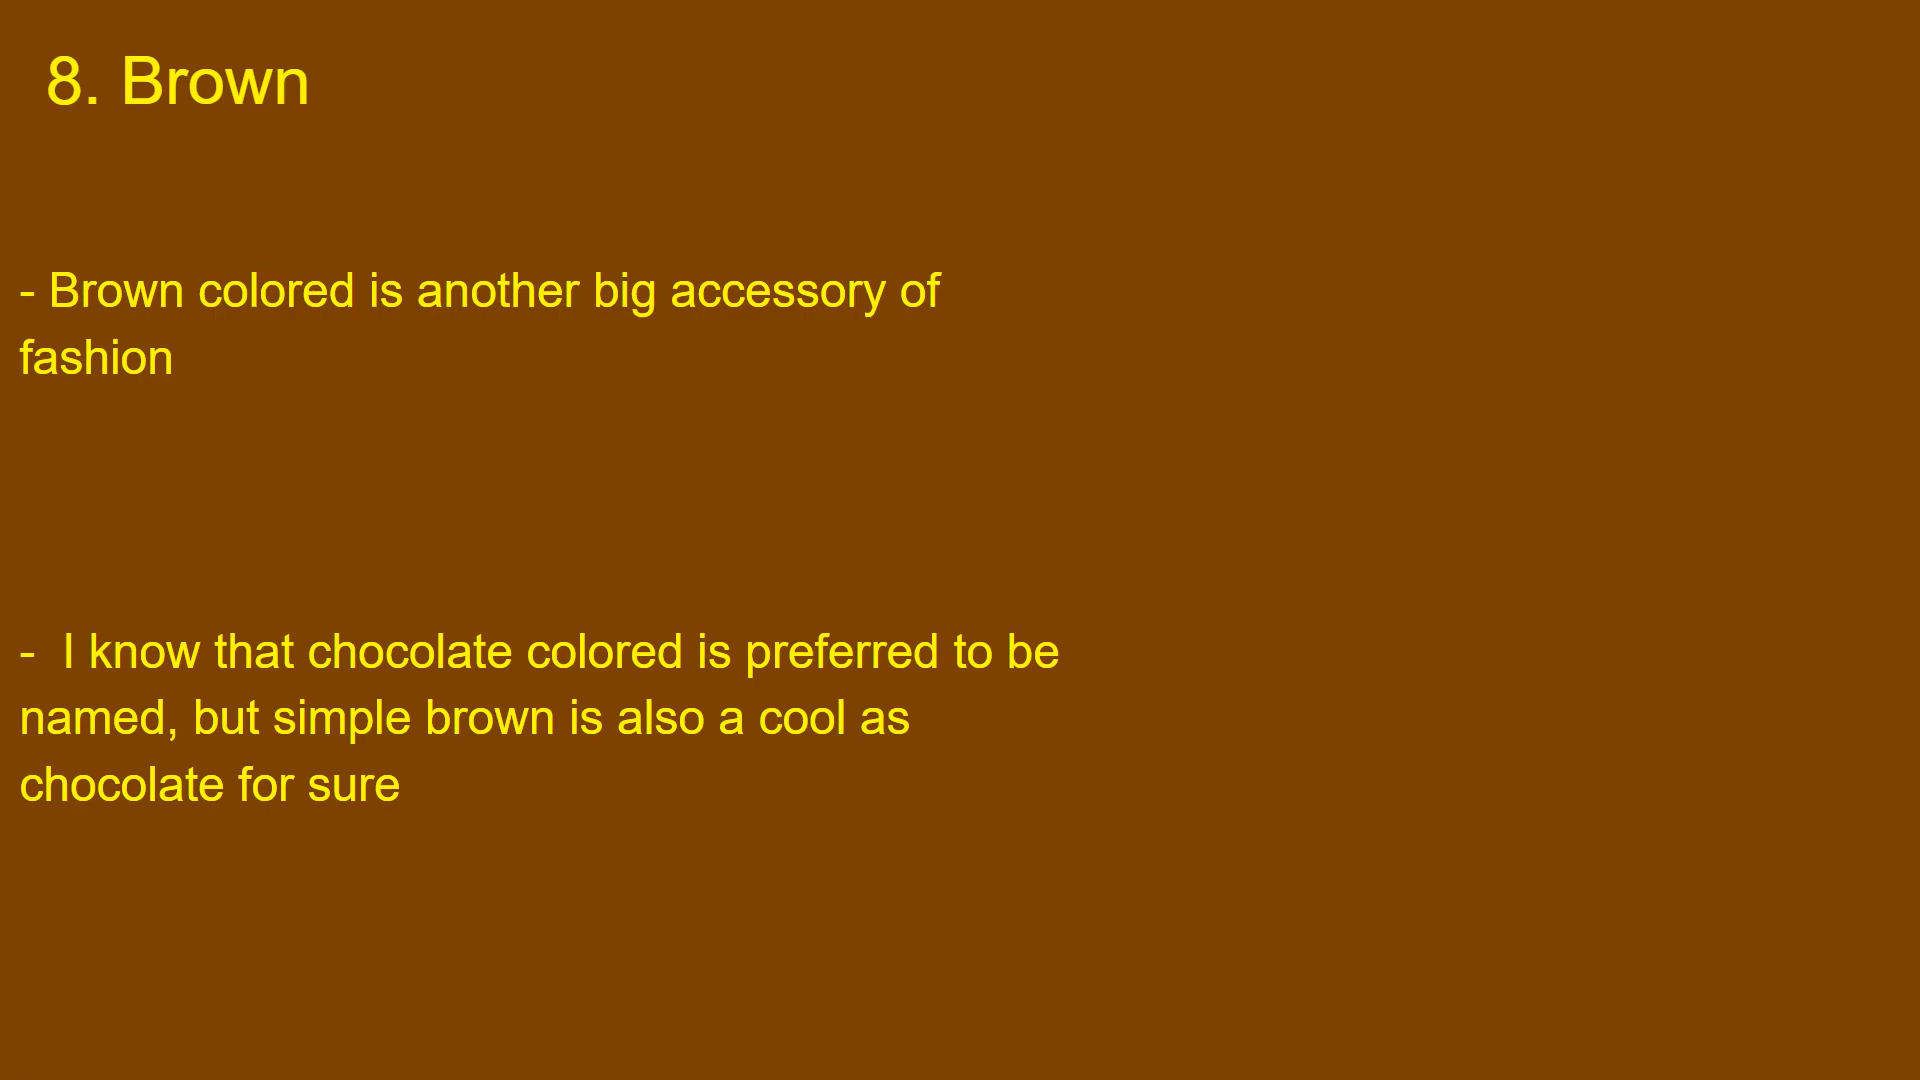 8. Brown
- Brown colored is another big accessory of
fashion
-  I know that chocolate colored is preferred to be
named, but simple brown is also a cool as
chocolate for sure